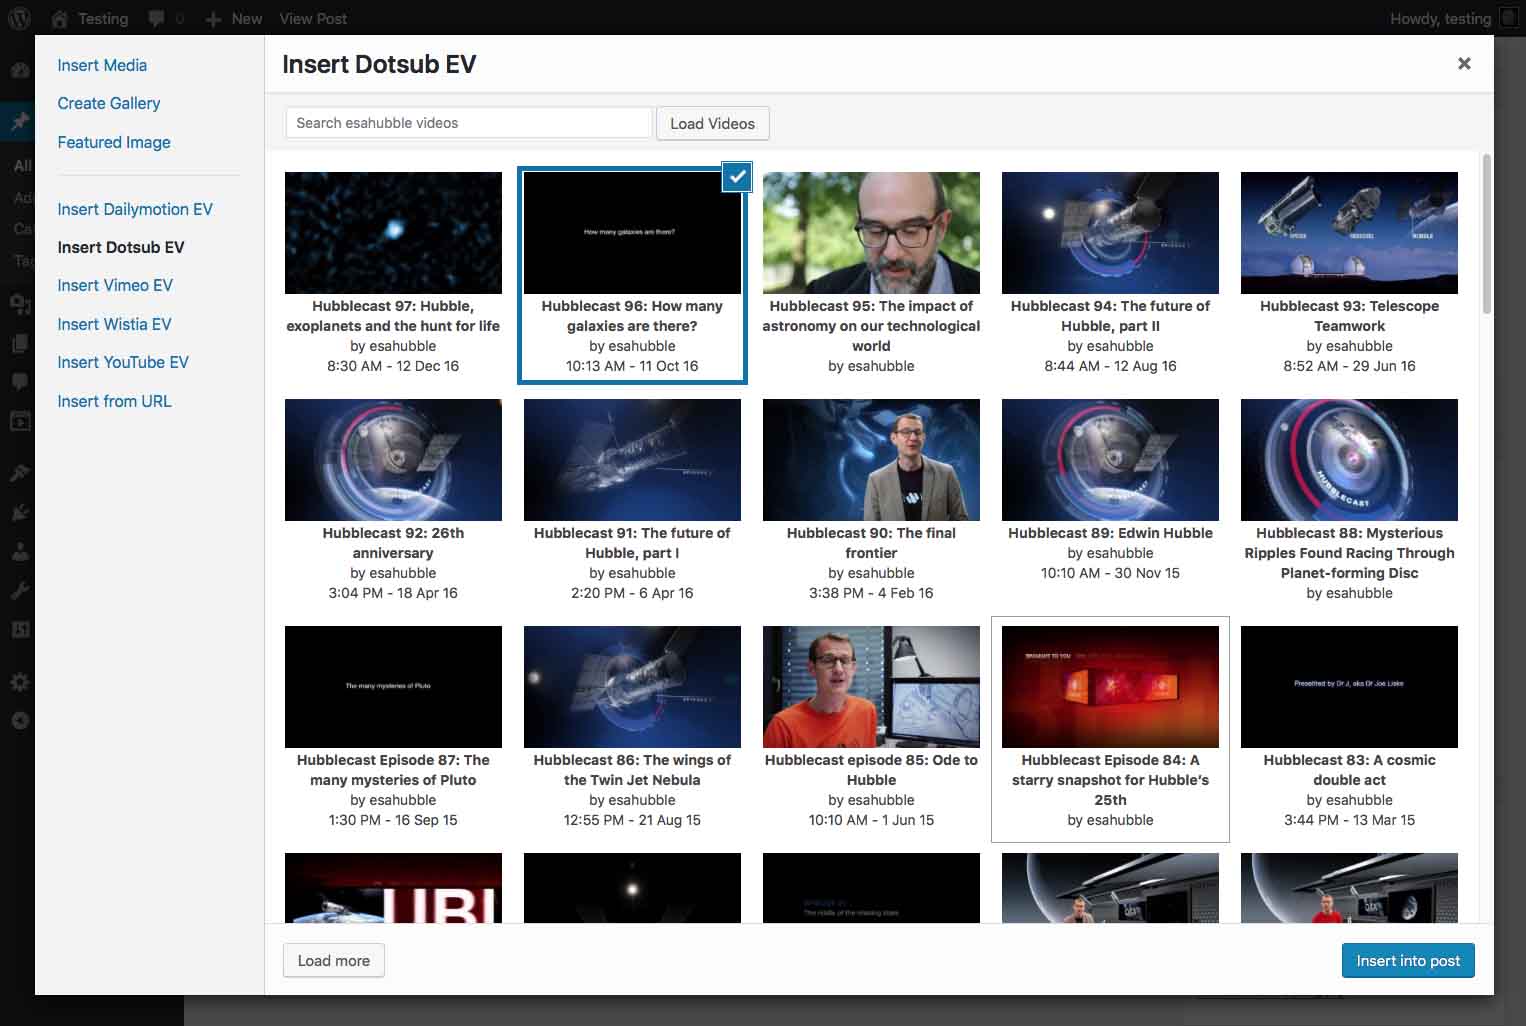 Testing
0
New
View Post
Howdy, testing
Insert Media
Create Gallery
Featured Image
Insert Dailymotion EV
Insert Dotsub EV
Insert Vimeo EV
Insert Wistia EV
Insert YouTube EV
Insert from URL
All
Insert Dotsub EV
Search esahubble videos
Load Videos
How many galaxies are there?
Hubblecast 97: Hubble,
exoplanets and the hunt for life
by esahubble
8:30 AM - 12 Dec 16
Hubblecast 96: How many
galaxies are there?
by esahubble
10:13 AM - 11 Oct 16
Hubblecast 95: The impact of
astronomy on our technological
world
by esahubble
Hubblecast 94: The future of
Hubble, part II
by esahubble
8:44 AM - 12 Aug 16
Hubblecast 93: Telescope
Teamwork
by esahubble
8:52 AM - 29 Jun 16
HUBBLECAST
Hubblecast 92: 26th
anniversary
by esahubble
3:04 PM - 18 Apr 16
Hubblecast 91: The future of
Hubble, part I
by esahubble
2:20 PM - 6 Apr 16
Hubblecast 90: The final
frontier
by esahubble
3:38 PM - 4 Feb 16
Hubblecast 89: Edwin Hubble
by esahubble
10:10 AM - 30 Nov 15
Hubblecast 88: Mysterious
Ripples Found Racing Through
Planet-forming Disc
by esahubble
The many mysteries of Pluto
BROUGHT TO YOU
Presented by Dr J, aka Dr Joe Liske
Hubblecast Episode 87: The
many mysteries of Pluto
by esahubble
1:30 PM - 16 Sep 15
Hubblecast 86: The wings of
the Twin Jet Nebula
by esahubble
12:55 PM - 21 Aug 15
Hubblecast episode 85: Ode to
Hubble
by esahubble
10:10 AM - 1 Jun 15
Hubblecast Episode 84: A
starry snapshot for Hubble's
25th
by esahubble
Hubblecast 83: A cosmic
double act
by esahubble
3:44 PM - 13 Mar 15
The riddle of the missing stars
Load more
Insert into post